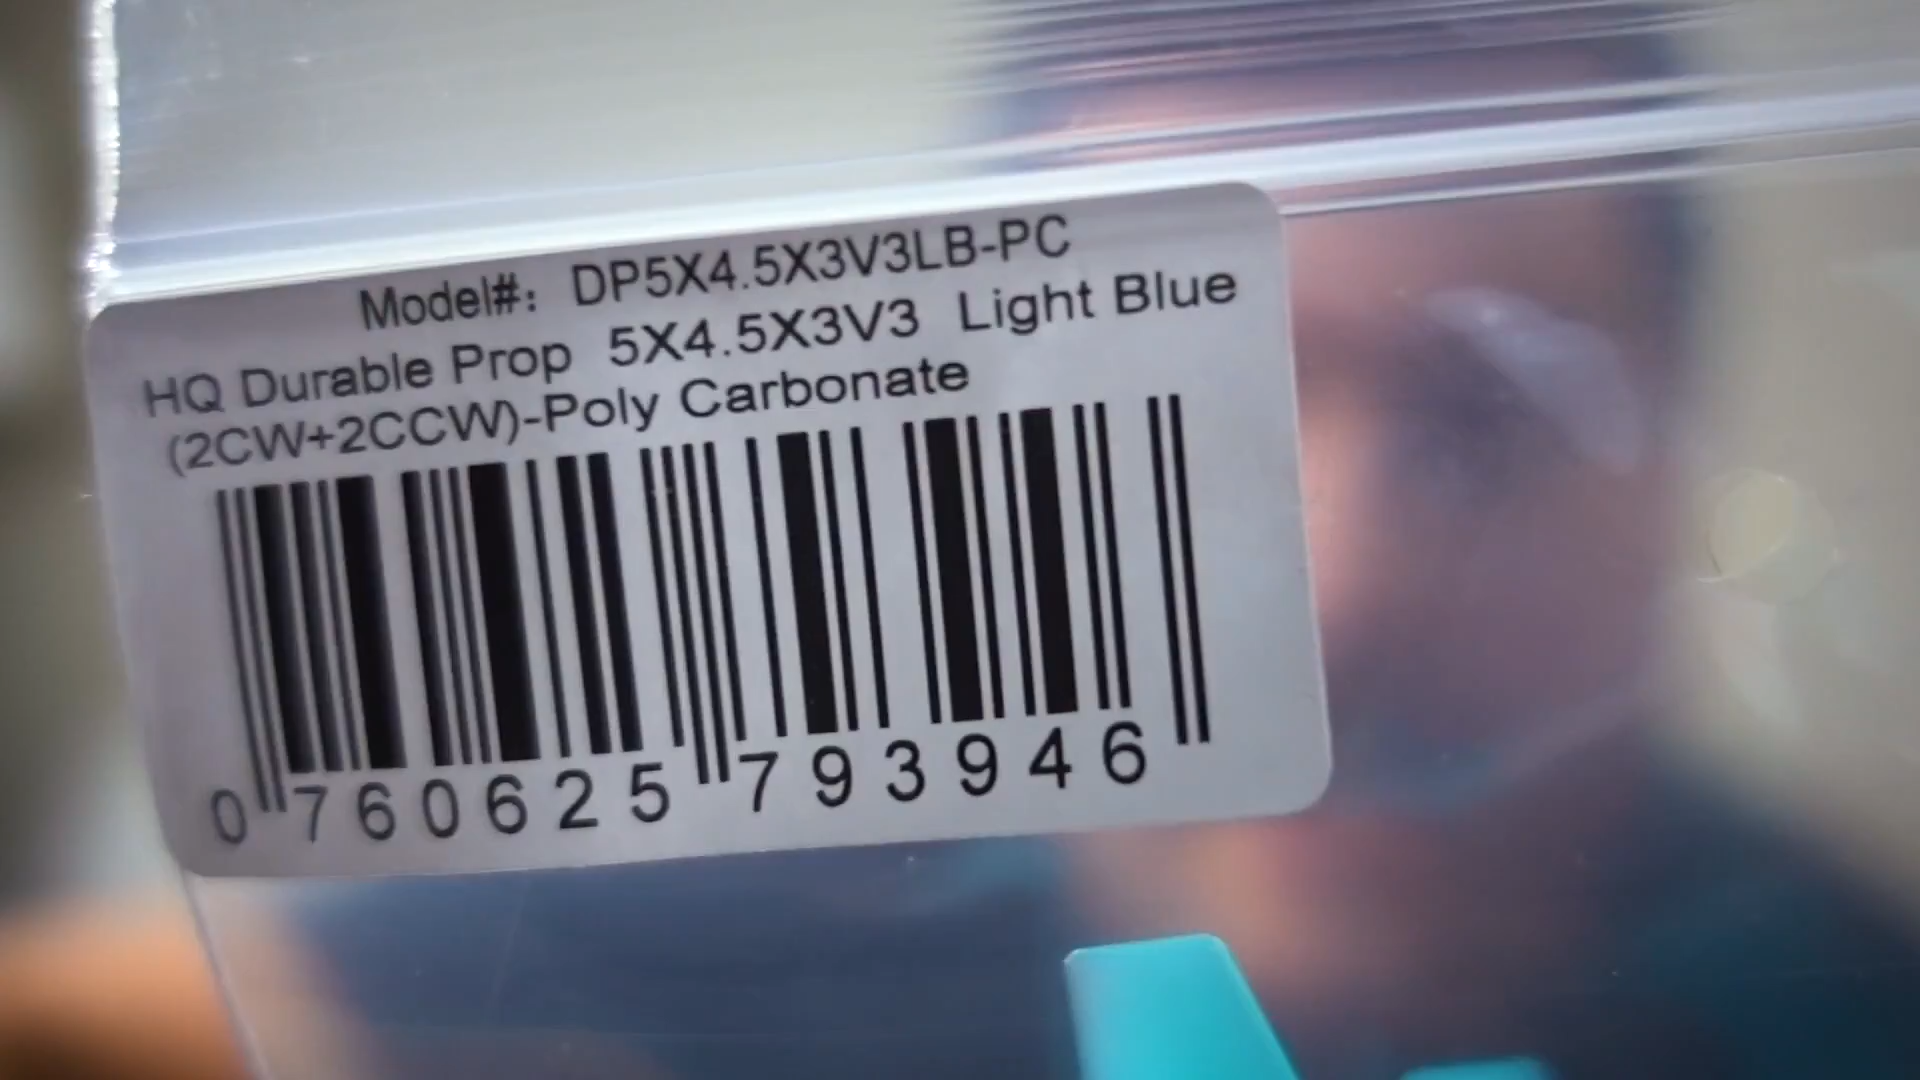 Model#: DP5X4.5X3V3LB-PC
HQ Durable Prop 5X4.5X3V3 Light Blue
(2CW+2CCW)-Poly Carbonate
0 760625 793946